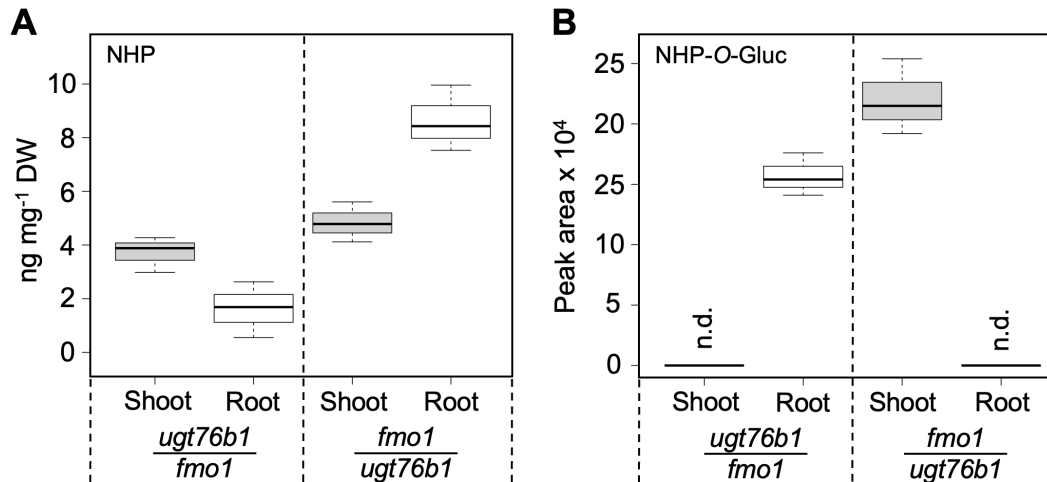 A
NHP
ng mg⁻¹ DW
10
8
6
4
2
0
Shoot Root Shoot Root
ugt76b1
fmo1
fmo1
ugt76b1
B
NHP-O-Gluc
Peak area x 10⁴
25
20
25
10
5
0
n.d.
n.d.
Shoot Root Shoot Root
ugt76b1
fmo1
fmo1
ugt76b1